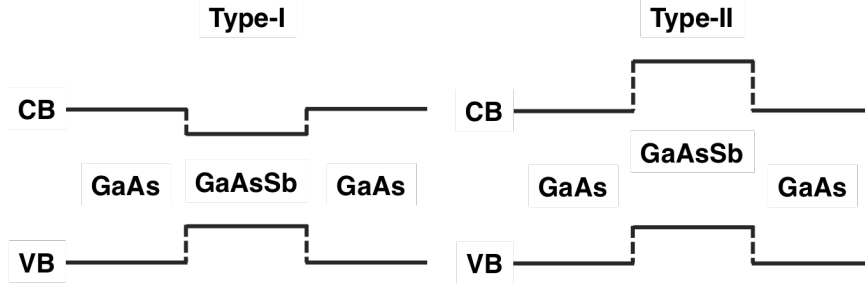 Type-I
CB
GaAs GaAsSb GaAs
VB
Type-II
CB
GaAsSb
GaAs GaAs
VB